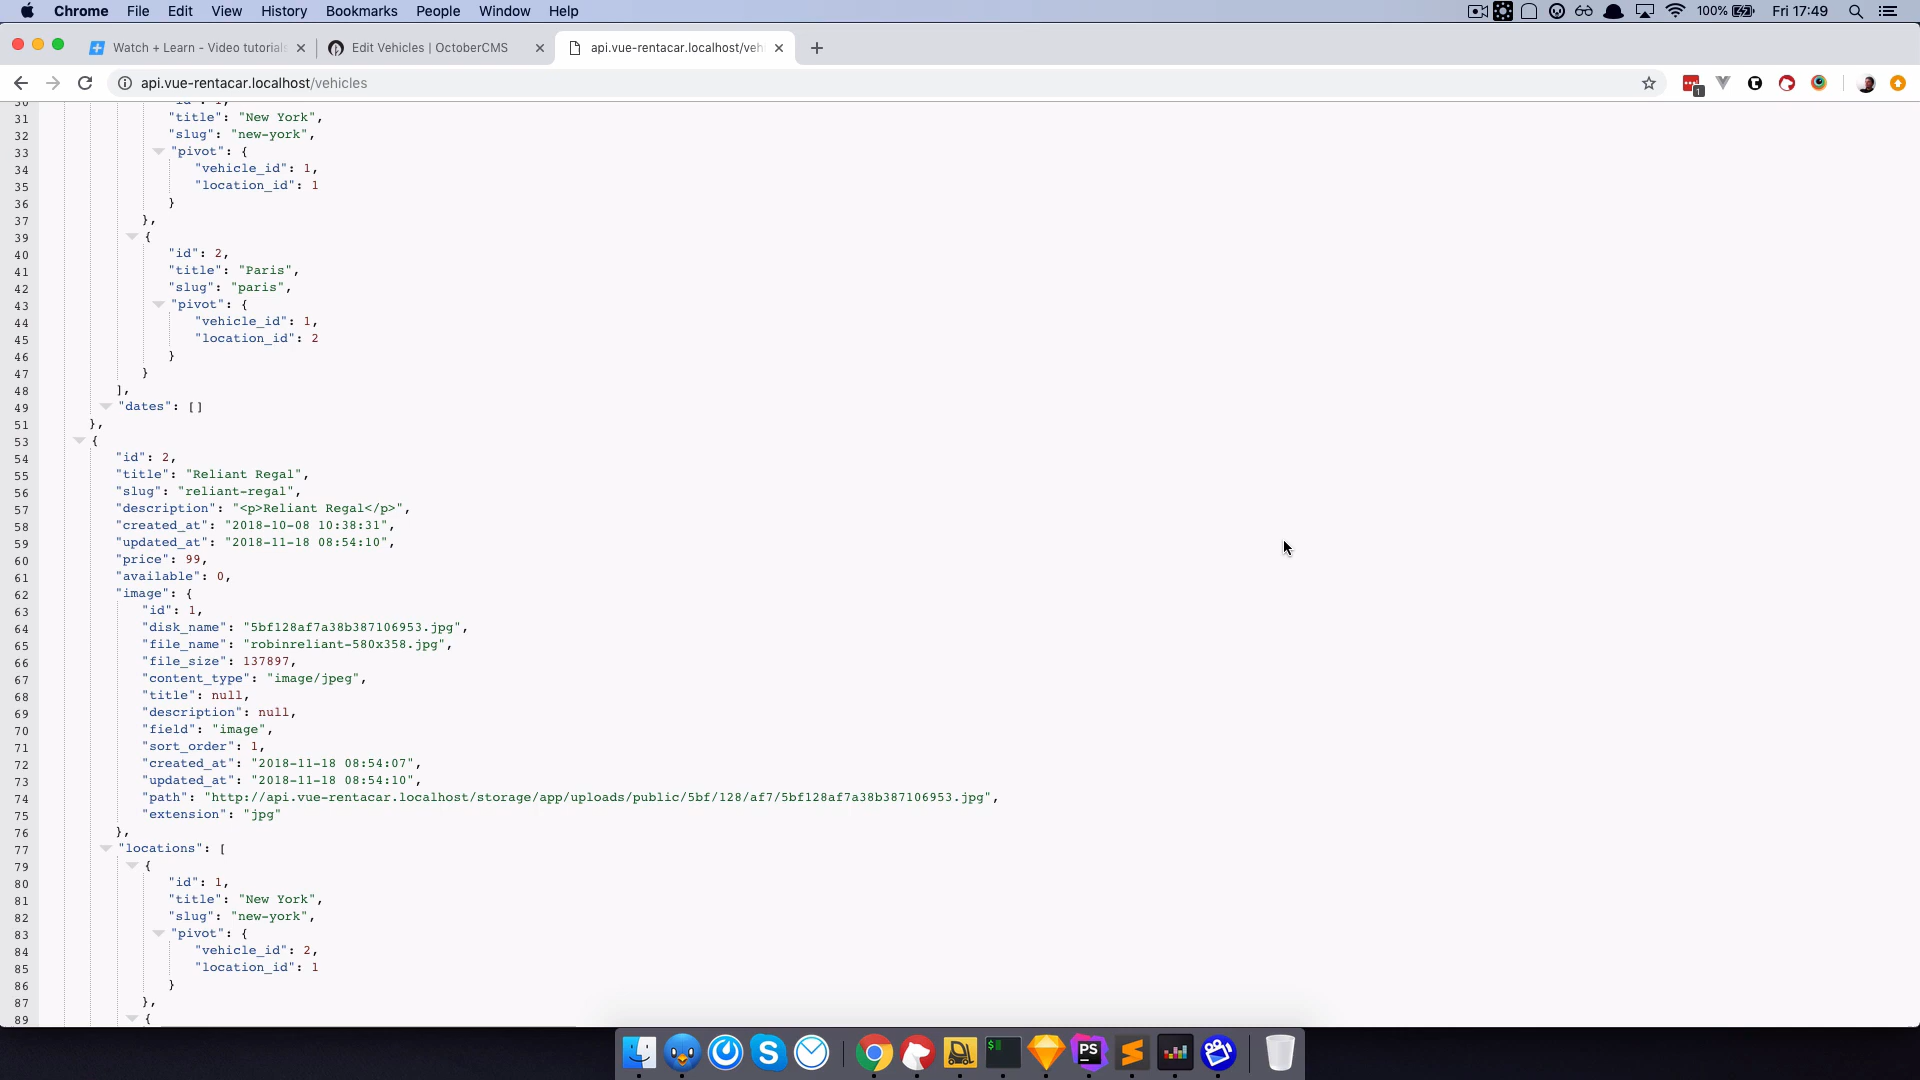 Chrome File Edit View History Bookmarks People Window Help 100% Fri 17:49
Watch + Learn - Video tutorials Edit Vehicles | OctoberCMS api.vue-rentacar.localhost/veh
api.vue-rentacar.localhost/vehicles 1
30 "id": 1,
31 "title": "New York",
32 "slug": "new-york",
33 "pivot": {
34 "vehicle_id": 1,
35 "location_id": 1
36 }
37 },
39 {
40 "id": 2,
41 "title": "Paris",
42 "slug": "paris",
43 "pivot": {
44 "vehicle_id": 1,
45 "location_id": 2
46 }
47 }
48 ],
49 "dates": []
51 },
53 {
54 "id": 2,
55 "title": "Reliant Regal",
56 "slug": "reliant-regal",
57 "description": "<p>Reliant Regal</p>",
58 "created_at": "2018-10-08 10:38:31",
59 "updated_at": "2018-11-18 08:54:10",
60 "price": 99,
61 "available": 0,
62 "image": {
63 "id": 1,
64 "disk_name": "5bf128af7a38b387106953.jpg",
65 "file_name": "robinreliant-580x358.jpg",
66 "file_size": 137897,
67 "content_type": "image/jpeg",
68 "title": null,
69 "description": null,
70 "field": "image",
71 "sort_order": 1,
72 "created_at": "2018-11-18 08:54:07",
73 "updated_at": "2018-11-18 08:54:10",
74 "path": "http://api.vue-rentacar.localhost/storage/app/uploads/public/5bf/128/af7/5bf128af7a38b387106953.jpg",
75 "extension": "jpg"
76 },
77 "locations": [
79 {
80 "id": 1,
81 "title": "New York",
82 "slug": "new-york",
83 "pivot": {
84 "vehicle_id": 2,
85 "location_id": 1
86 }
87 },
89 {
$ PS